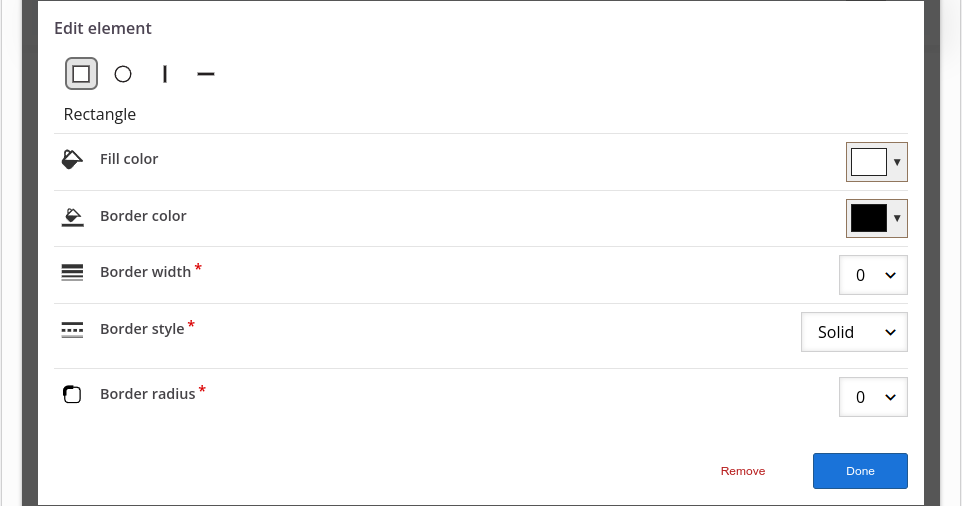 Edit element
Rectangle
Fill color
Border color
Border width *
0
Border style *
Solid
Border radius *
0
Remove
Done